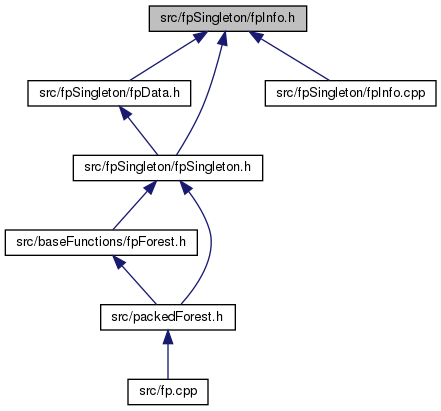 src/fpSingleton/fpInfo.h
src/fpSingleton/fpData.h
src/fpSingleton/fpInfo.cpp
src/fpSingleton/fpSingleton.h
src/baseFunctions/fpForest.h
src/packedForest.h
src/fp.cpp